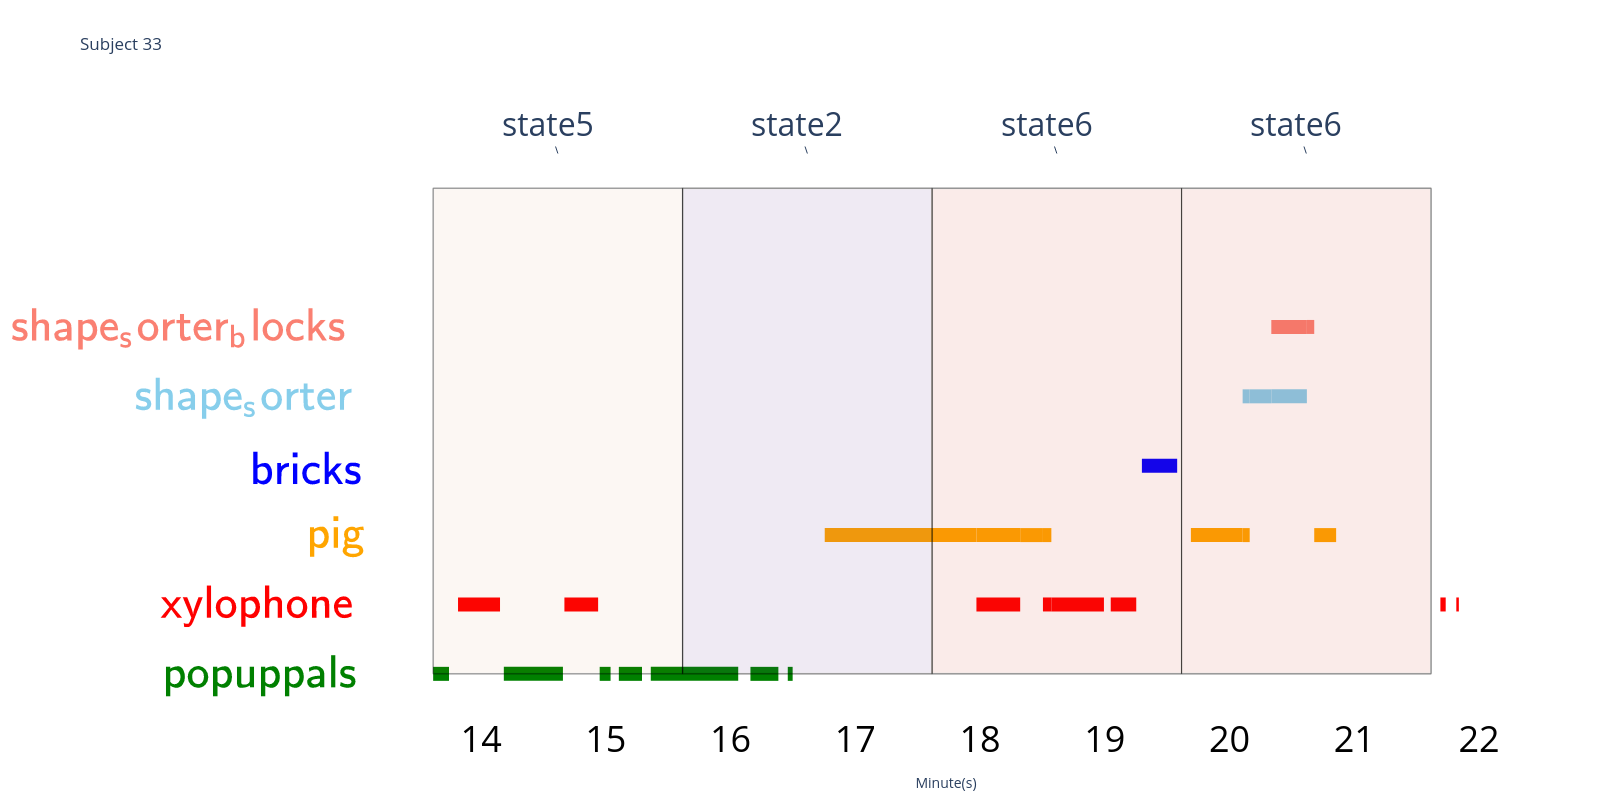 Subject 33
state5 state2 state6 state6
shapesorterblocks
shapesorter
bricks
pig
xylophone
popuppals
14 15 16 17 18 19 20 21 22
Minute(s)